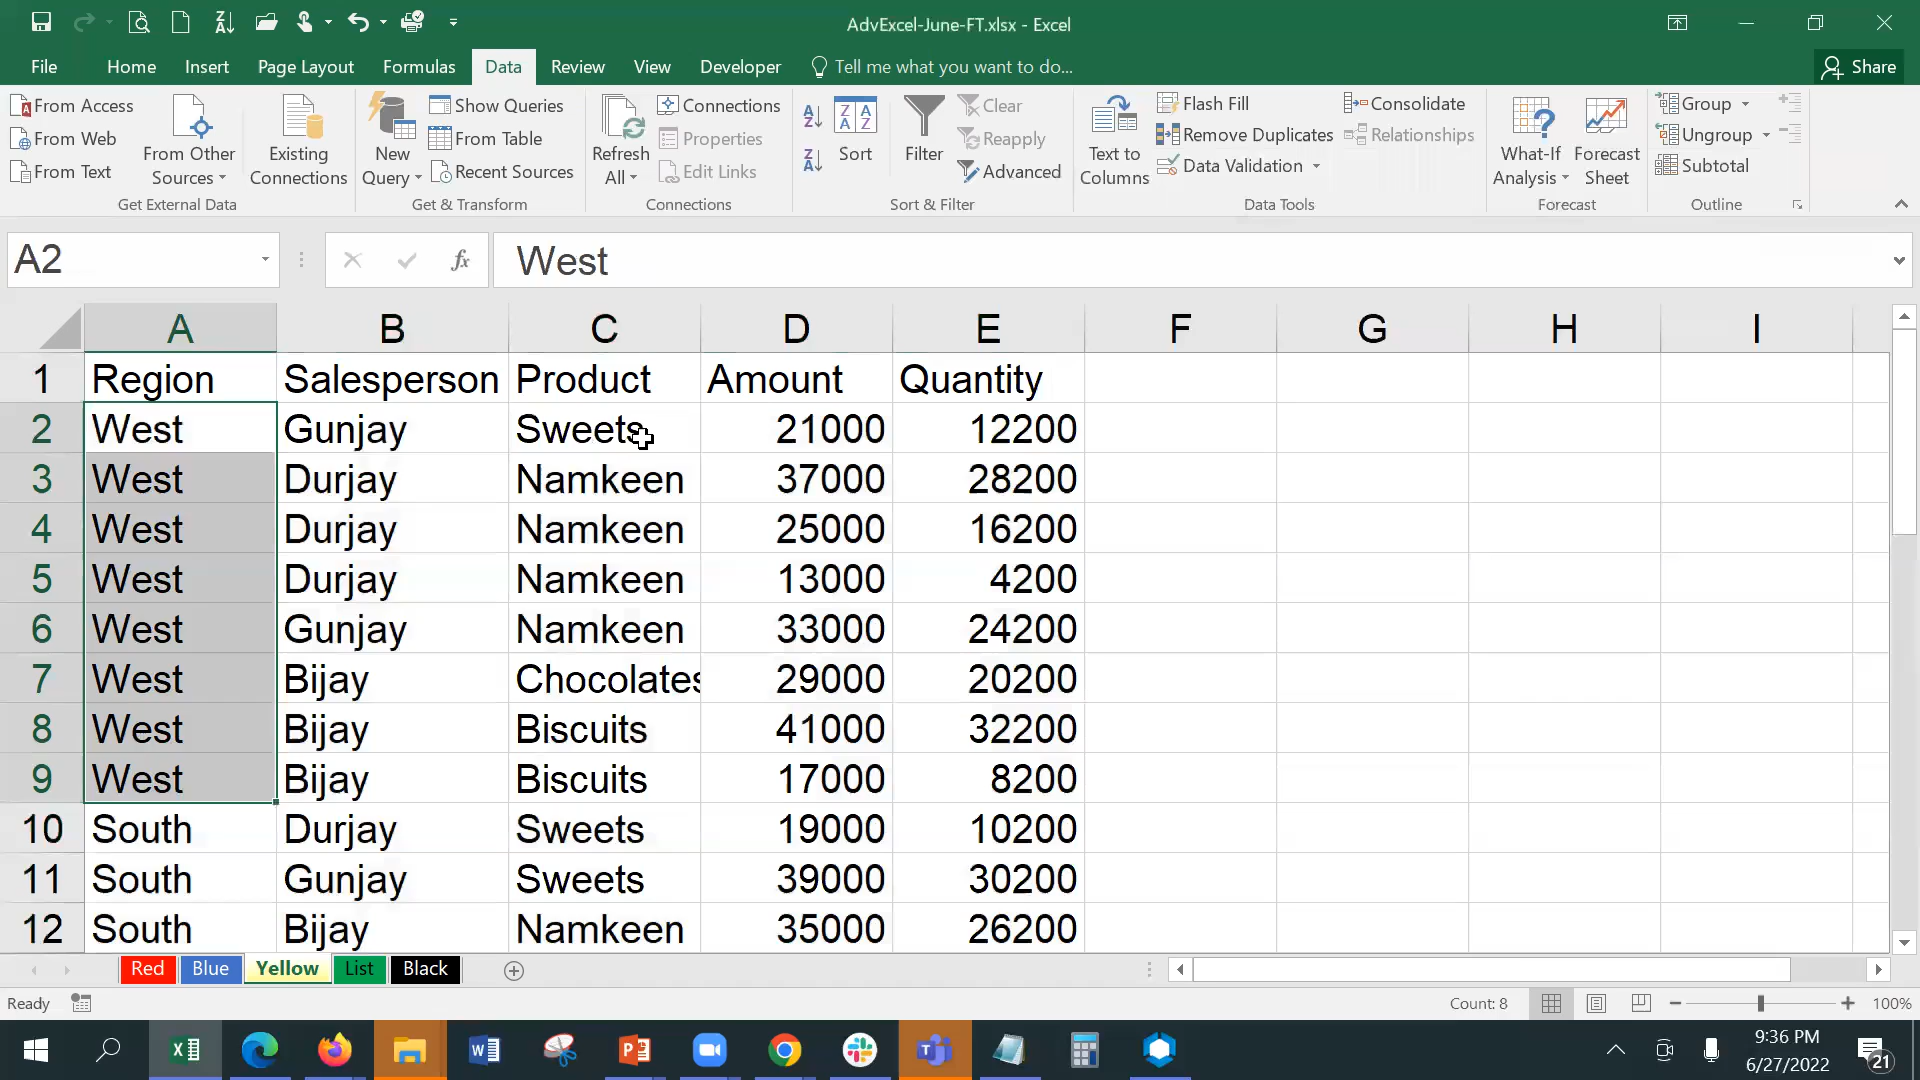 AdvExcel-June-FT.xlsx - Excel
File Home Insert Page Layout Formulas Data Review View Developer Tell me what you want to do... Share
From Access
From Web
From Text
From Other Sources
Existing Connections
Get External Data
New Query
Show Queries
From Table
Recent Sources
Get & Transform
Refresh All
Connections
Properties
Edit Links
Connections
Sort
Filter
Clear
Reapply
Advanced
Sort & Filter
Text to Columns
Flash Fill
Remove Duplicates
Data Validation
Consolidate
Relationships
Data Tools
What-If Analysis
Forecast Sheet
Forecast
Group
Ungroup
Subtotal
Outline
A2 fx West
A B C D E F G H I
1 Region Salesperson Product Amount Quantity
2 West Gunjay Sweets 21000 12200
3 West Durjay Namkeen 37000 28200
4 West Durjay Namkeen 25000 16200
5 West Durjay Namkeen 13000 4200
6 West Gunjay Namkeen 33000 24200
7 West Bijay Chocolates 29000 20200
8 West Bijay Biscuits 41000 32200
9 West Bijay Biscuits 17000 8200
10 South Durjay Sweets 19000 10200
11 South Gunjay Sweets 39000 30200
12 South Bijay Namkeen 35000 26200
Red Blue Yellow List Black
Ready Count: 8 100%
9:36 PM
6/27/2022
21